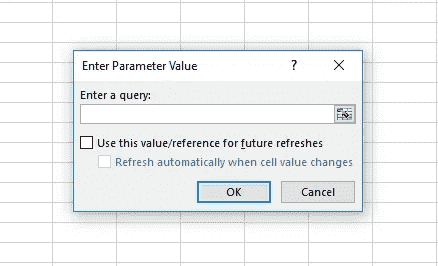 Enter Parameter Value ? ×
Enter a query:
Use this value/reference for future refreshes
Refresh automatically when cell value changes
OK Cancel